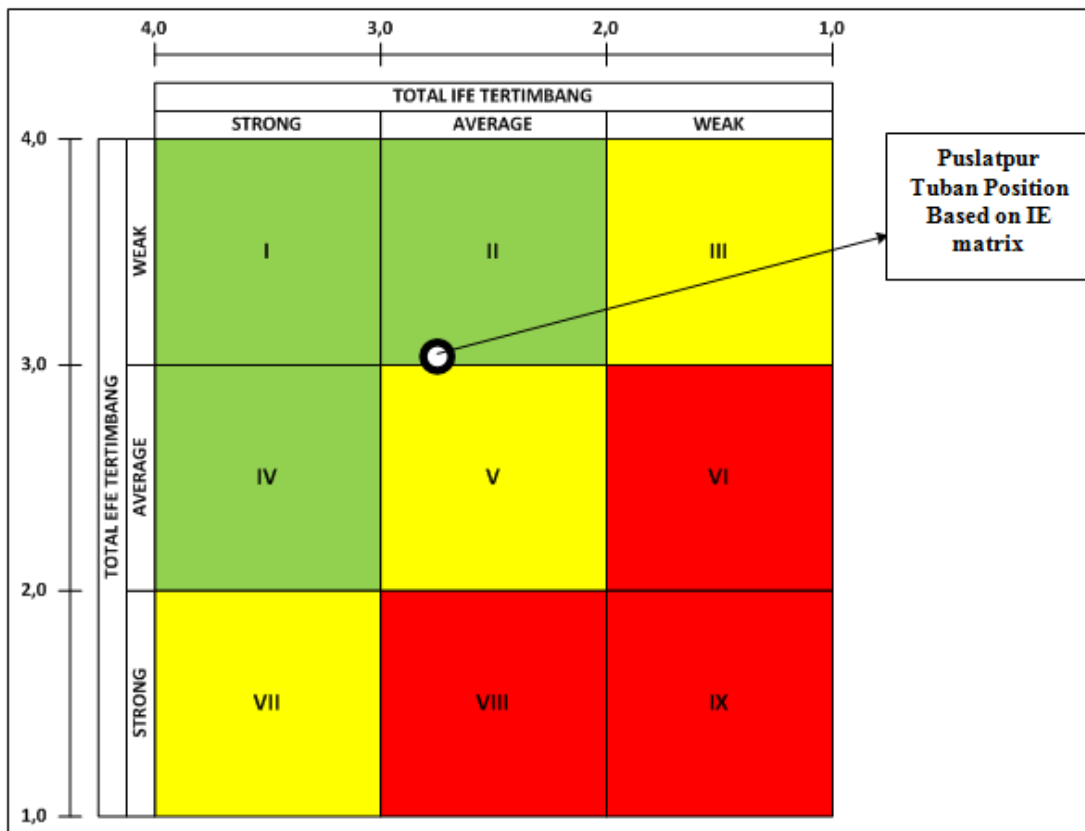 4,0 3,0 2,0 1,0
TOTAL IFE TERTIMBANG
STRONG AVERAGE WEAK
4,0
3,0
2,0
1,0
TOTAL EFE TERTIMBANG
WEAK
AVERAGE
STRONG
I II III
IV V VI
VII VIII IX
Puslatpur
Tuban Position
Based on IE
matrix